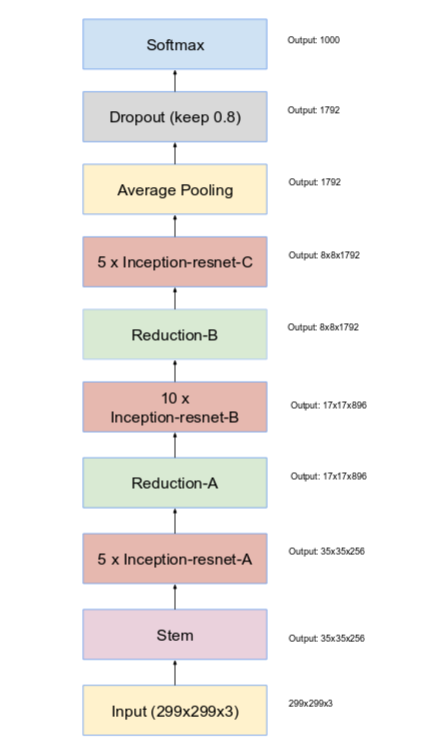 Softmax
Output: 1000
Dropout (keep 0.8)
Output: 1792
Average Pooling
Output: 1792
5 x Inception-resnet-C
Output: 8x8x1792
Reduction-B
Output: 8x8x1792
10 x
Inception-resnet-B
Output: 17x17x896
Reduction-A
Output: 17x17x896
5 x Inception-resnet-A
Output: 35x35x256
Stem
Output: 35x35x256
Input (299x299x3)
299x299x3